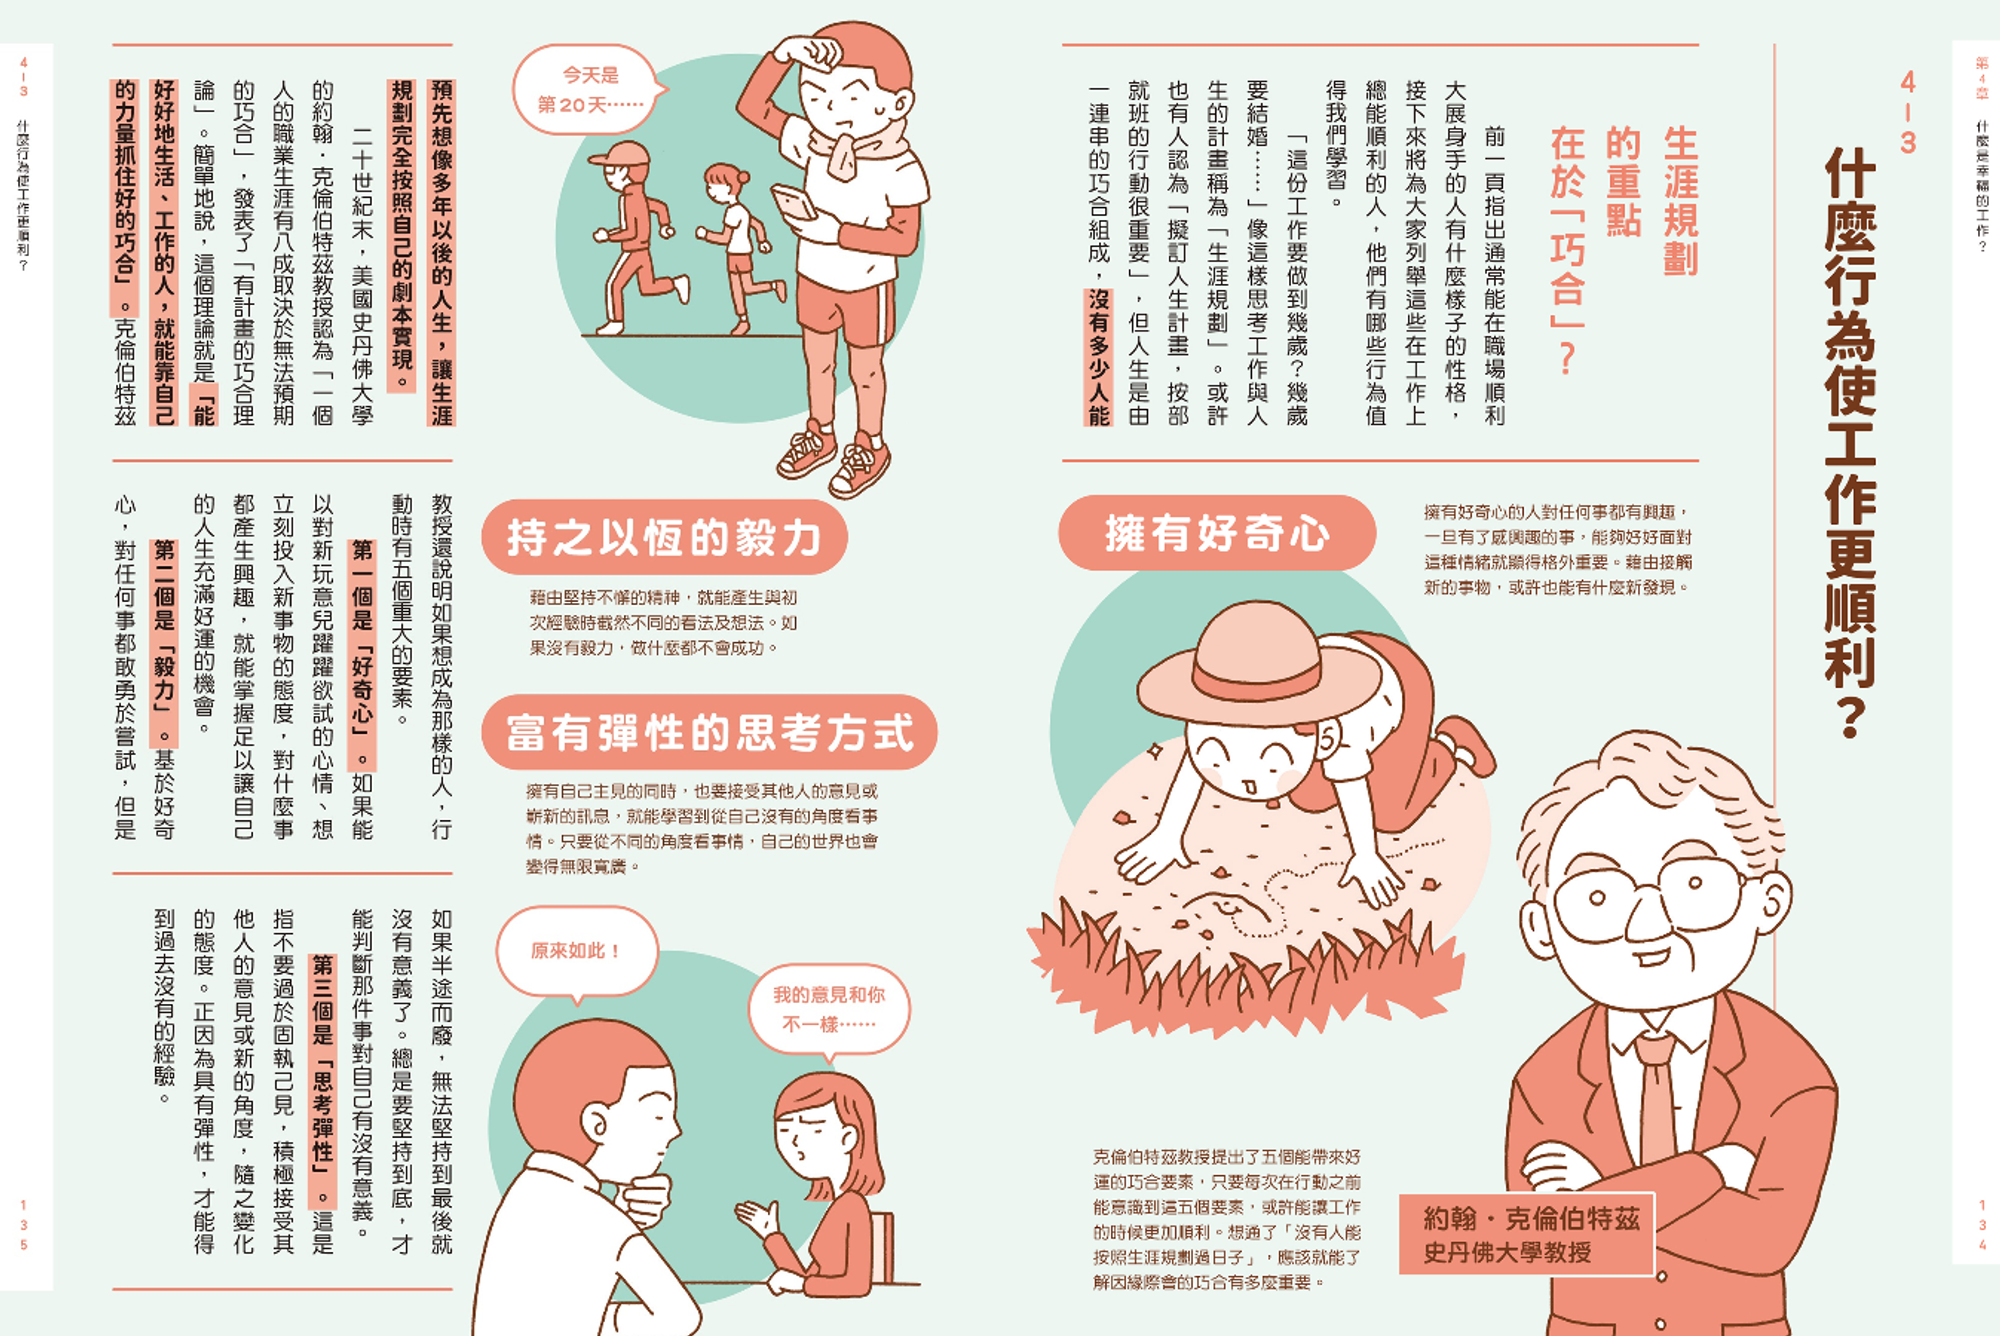 第4章　什麼是幸福的工作？
134
4-3
什麼行為使工作更順利？
生涯規劃
的重點
在於「巧合」？
前一頁指出通常能在職場順利
大展身手的人有什麼樣子的性格，
接下來將為大家列舉這些在工作上
總能順利的人，他們有哪些行為值
得我們學習。
「這份工作要做到幾歲？幾歲
要結婚……」像這樣思考工作與人
生的計畫稱為「生涯規劃」。或許
也有人認為「擬訂人生計畫，按部
就班的行動很重要」，但人生是由
一連串的巧合組成，沒有多少人能
擁有好奇心
擁有好奇心的人對任何事都有興趣，
一旦有了感興趣的事，能夠好好面對
這種情緒就顯得格外重要。藉由接觸
新的事物，或許也能有什麼新發現。
克倫伯特茲教授提出了五個能帶來好
運的巧合要素，只要每次在行動之前
能意識到這五個要素，或許能讓工作
的時候更加順利。想通了「沒有人能
按照生涯規劃過日子」，應該就能了
解因緣際會的巧合有多麼重要。
約翰・克倫伯特茲
史丹佛大學教授
今天是
第20天……
持之以恆的毅力
藉由堅持不懈的精神，就能產生與初
次經驗時截然不同的看法及想法。如
果沒有毅力，做什麼都不會成功。
富有彈性的思考方式
擁有自己主見的同時，也要接受其他人的意見或
嶄新的訊息，就能學習到從自己沒有的角度看事
情。只要從不同的角度看事情，自己的世界也會
變得無限寬廣。
原來如此！
我的意見和你
不一樣……
預先想像多年以後的人生，讓生涯
規劃完全按照自己的劇本實現。
二十世紀末，美國史丹佛大學
的約翰・克倫伯特茲教授認為「一個
人的職業生涯有八成取決於無法預期
的巧合」，發表了「有計畫的巧合理
論」。簡單地說，這個理論就是「能
好好地生活、工作的人，就能靠自己
的力量抓住好的巧合」。克倫伯特茲
教授還說明如果想成為那樣的人，行
動時有五個重大的要素。
第一個是「好奇心」。如果能
以對新玩意兒躍躍欲試的心情、想
立刻投入新事物的態度，對什麼事
都產生興趣，就能掌握足以讓自己
的人生充滿好運的機會。
第二個是「毅力」。基於好奇
心，對任何事都敢勇於嘗試，但是
如果半途而廢，無法堅持到最後就
沒有意義了。總是要堅持到底，才
能判斷那件事對自己有沒有意義。
第三個是「思考彈性」。這是
指不要過於固執己見，積極接受其
他人的意見或新的角度，隨之變化
的態度。正因為具有彈性，才能得
到過去沒有的經驗。
4-3　什麼行為使工作更順利？
135